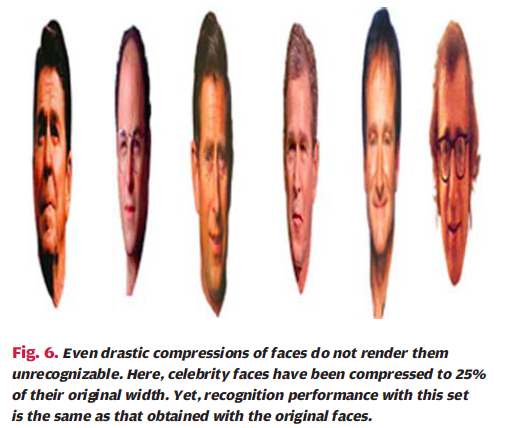 Fig. 6. Even drastic compressions of faces do not render them
unrecognizable. Here, celebrity faces have been compressed to 25%
of their original width. Yet, recognition performance with this set
is the same as that obtained with the original faces.